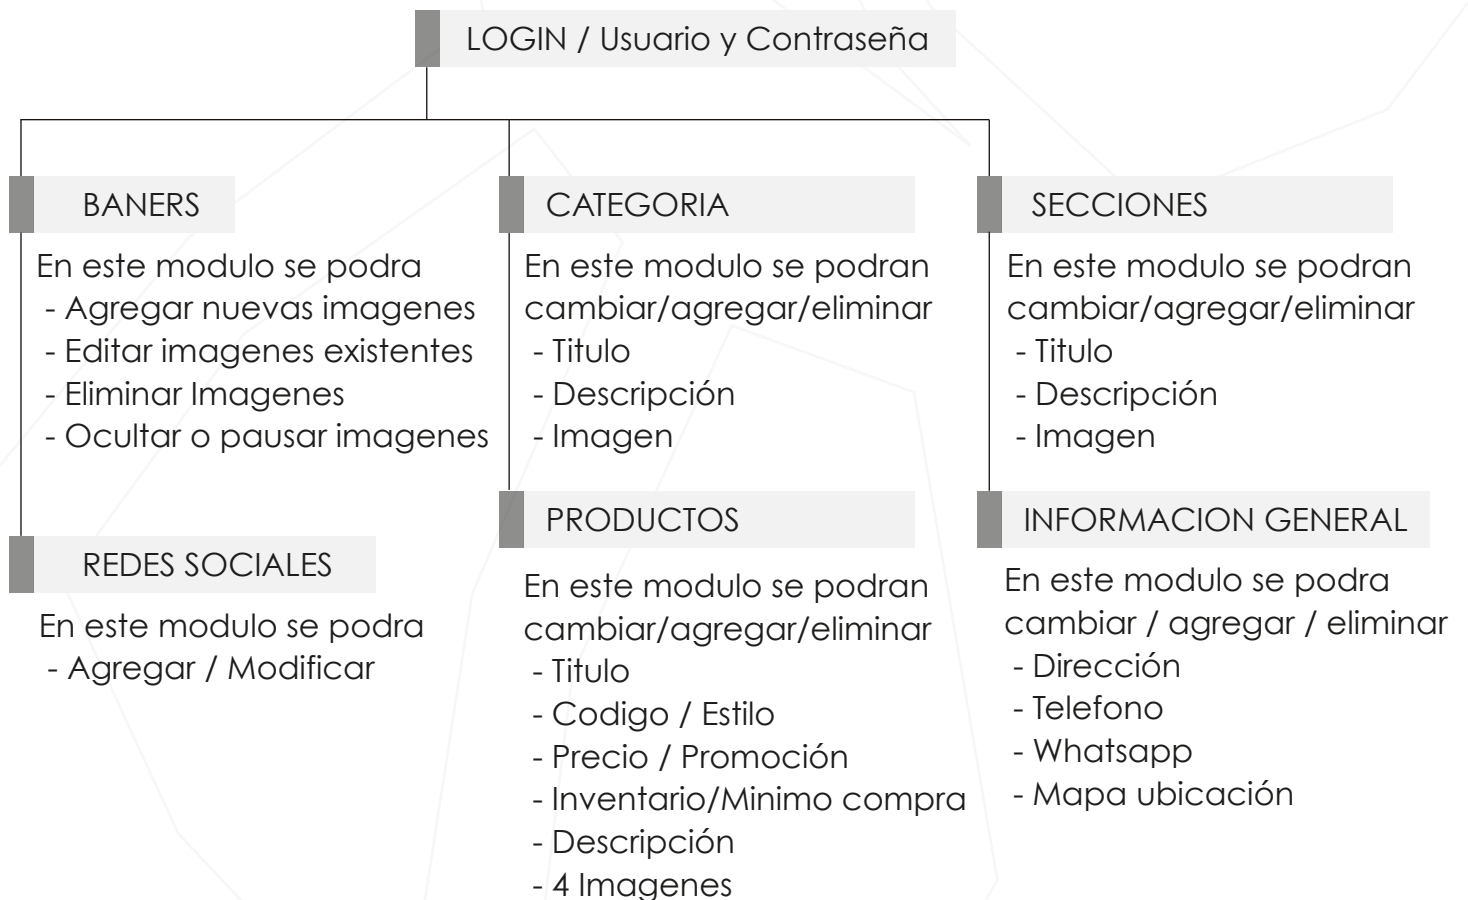 LOGIN / Usuario y Contraseña
BANERS
En este modulo se podra
- Agregar nuevas imagenes
- Editar imagenes existentes
- Eliminar Imagenes
- Ocultar o pausar imagenes
REDES SOCIALES
En este modulo se podra
- Agregar / Modificar
CATEGORIA
En este modulo se podran
cambiar/agregar/eliminar
- Titulo
- Descripción
- Imagen
PRODUCTOS
En este modulo se podran
cambiar/agregar/eliminar
- Titulo
- Codigo / Estilo
- Precio / Promoción
- Inventario/Minimo compra
- Descripción
- 4 Imagenes
SECCIONES
En este modulo se podran
cambiar/agregar/eliminar
- Titulo
- Descripción
- Imagen
INFORMACION GENERAL
En este modulo se podra
cambiar / agregar / eliminar
- Dirección
- Telefono
- Whatsapp
- Mapa ubicación